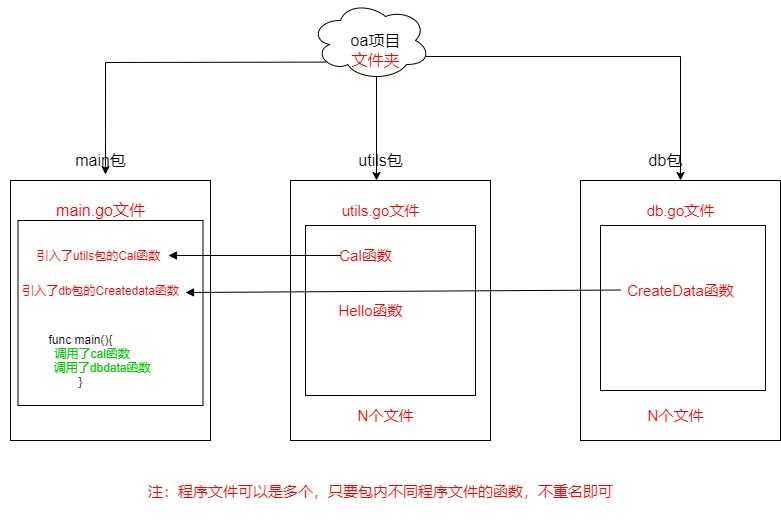 oa项目
文件夹
main包
utils包
db包
main.go文件
utils.go文件
db.go文件
引入了utils包的Cal函数
Cal函数
引入了db包的Createdata函数
CreateData函数
Hello函数
func main(){
调用了cal函数
调用了dbdata函数
}
N个文件
N个文件
注：程序文件可以是多个，只要包内不同程序文件的函数，不重名即可